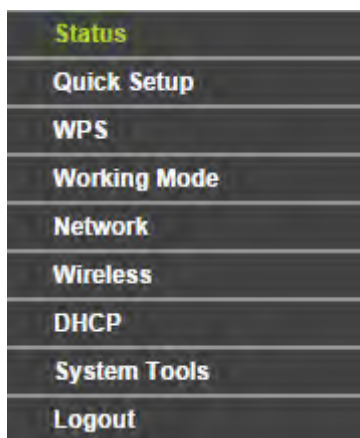 Status
Quick Setup
WPS
Working Mode
Network
Wireless
DHCP
System Tools
Logout